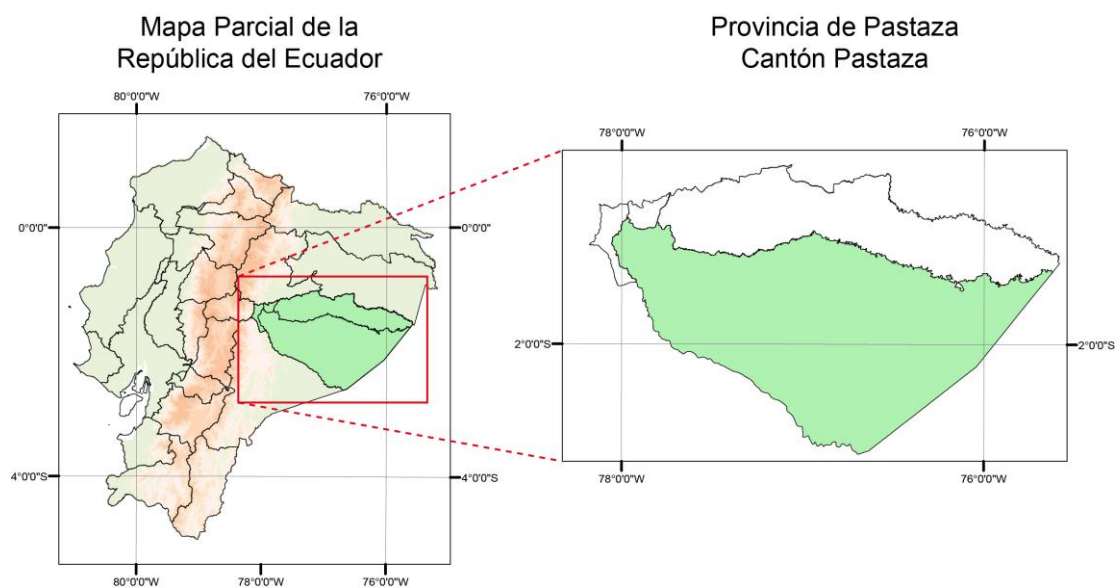 Mapa Parcial de la
República del Ecuador
80°0'0"W
76°0'0"W
0°0'0"
0°0'0"
4°0'0"S
4°0'0"S
80°0'0"W
78°0'0"W
76°0'0"W
Provincia de Pastaza
Cantón Pastaza
78°0'0"W
76°0'0"W
2°0'0"S
2°0'0"S
78°0'0"W
76°0'0"W